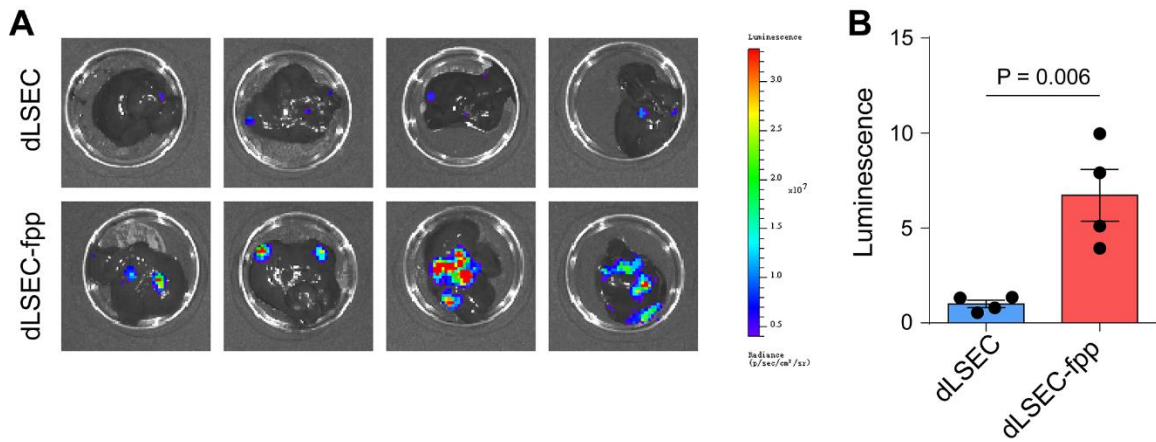 A
dLSEC
dLSEC-fpp
Luminescence
3.0
2.5
2.0
x10⁷
1.5
1.0
0.5
Radiance
(p/sec/cm²/sr)
B
15
10
5
0
Luminescence
P = 0.006
dLSEC
dLSEC-fpp